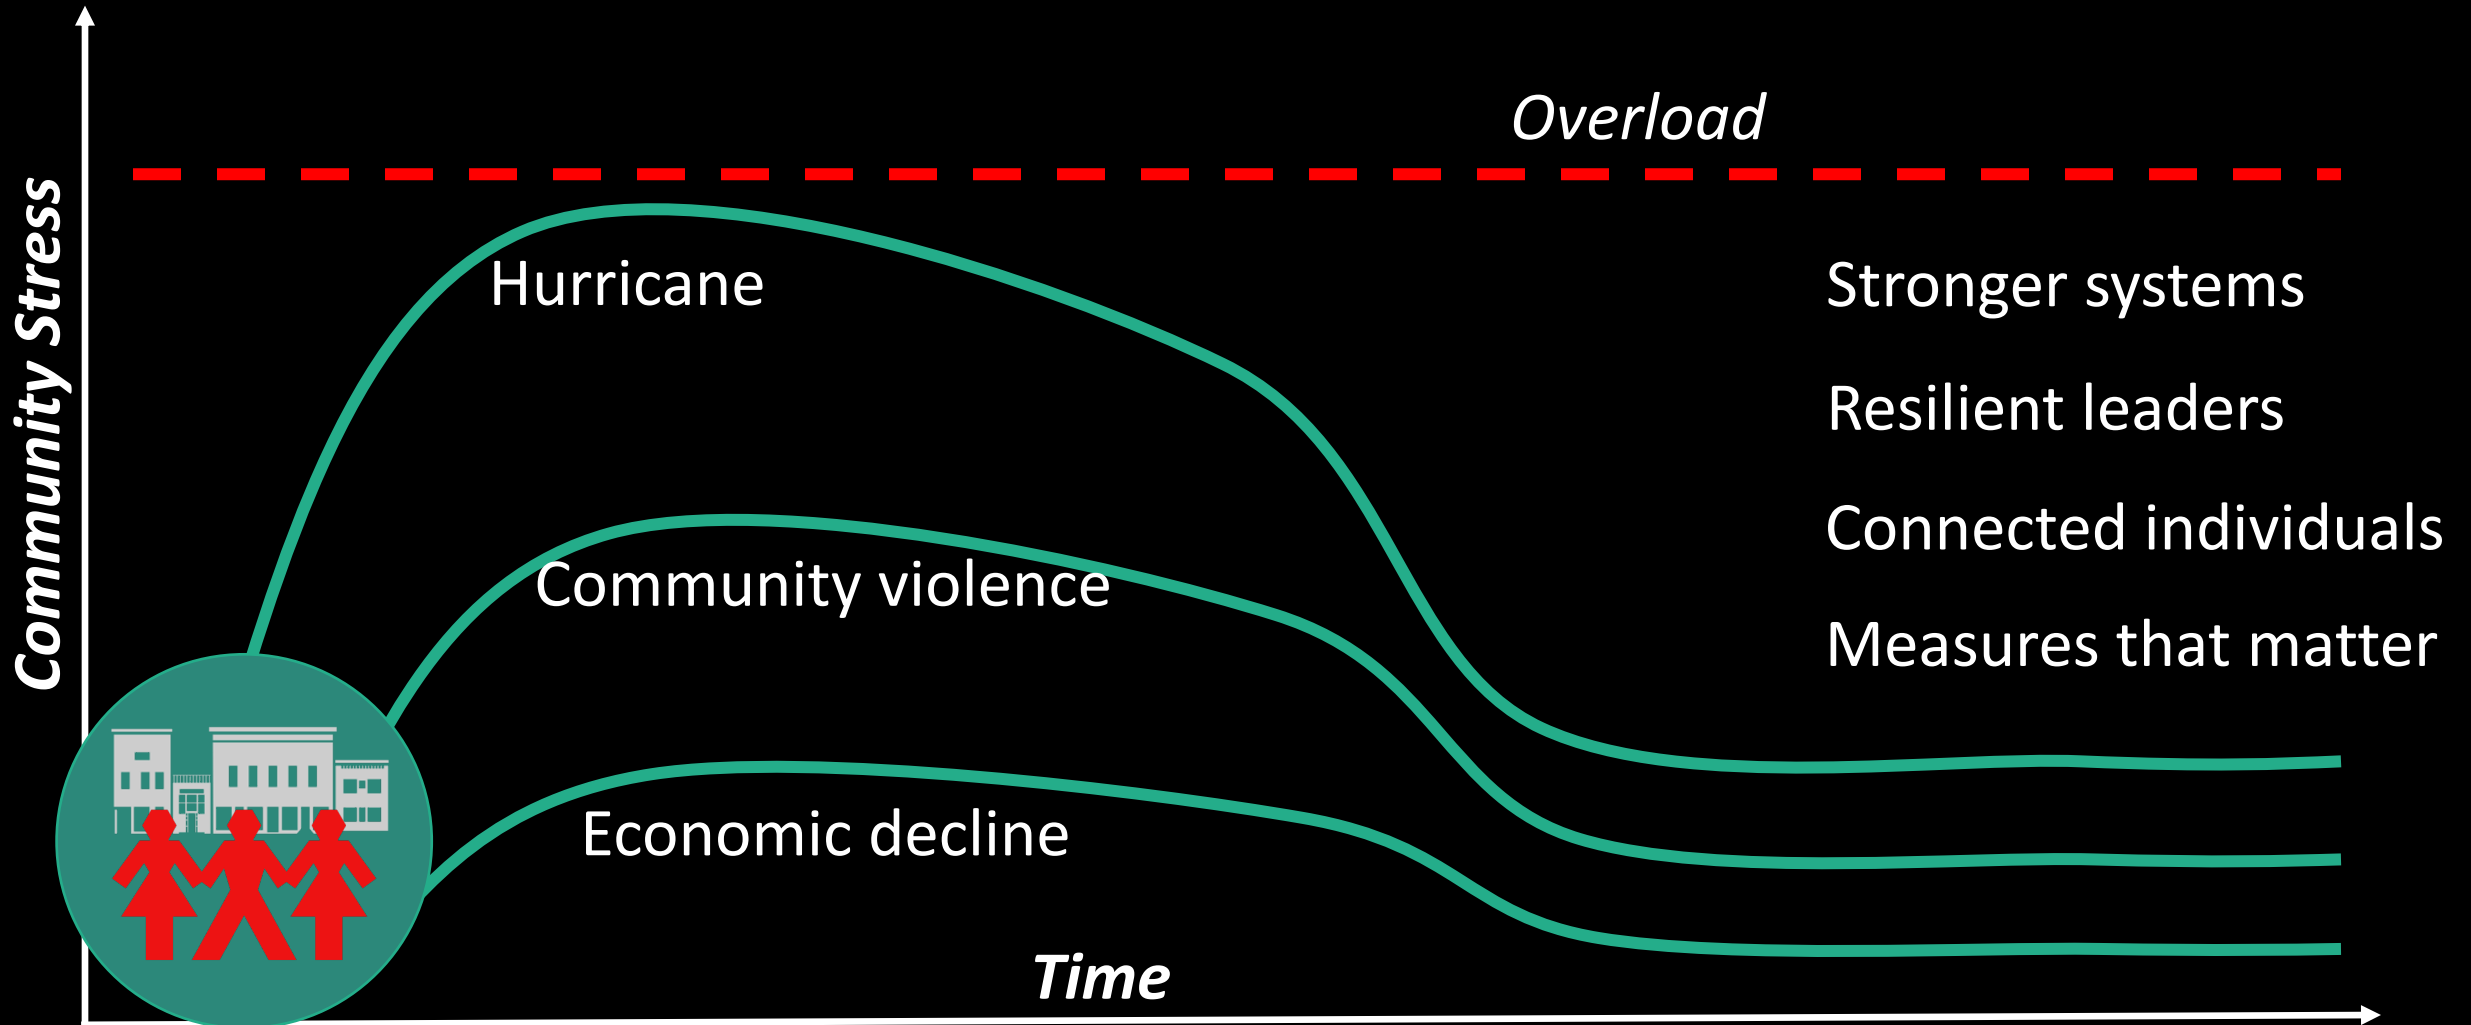 Overload
Community Stress
Hurricane
Stronger systems
Resilient leaders
Connected individuals
Community violence
Measures that matter
Economic decline
Time